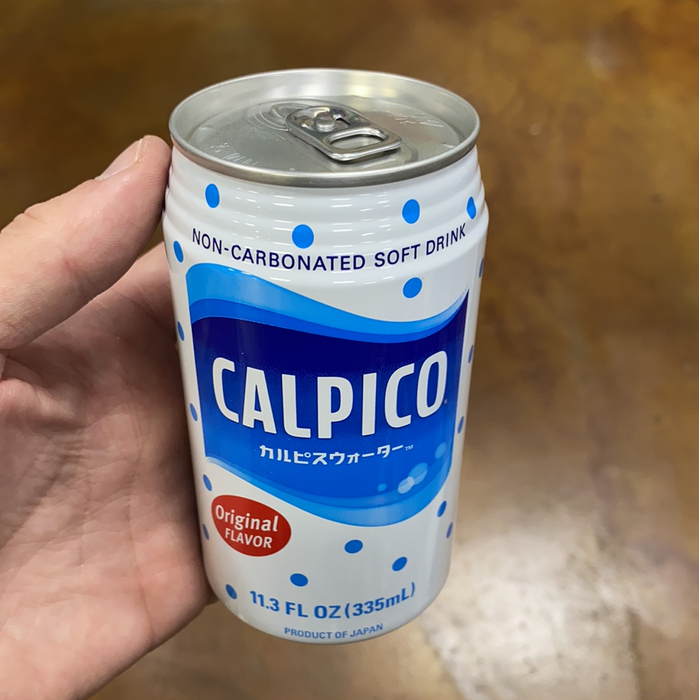 NON-CARBONATED SOFT DRINK
CALPICO
カルピスウォーター™
Original
FLAVOR
11.3 FL OZ (335mL)
PRODUCT OF JAPAN